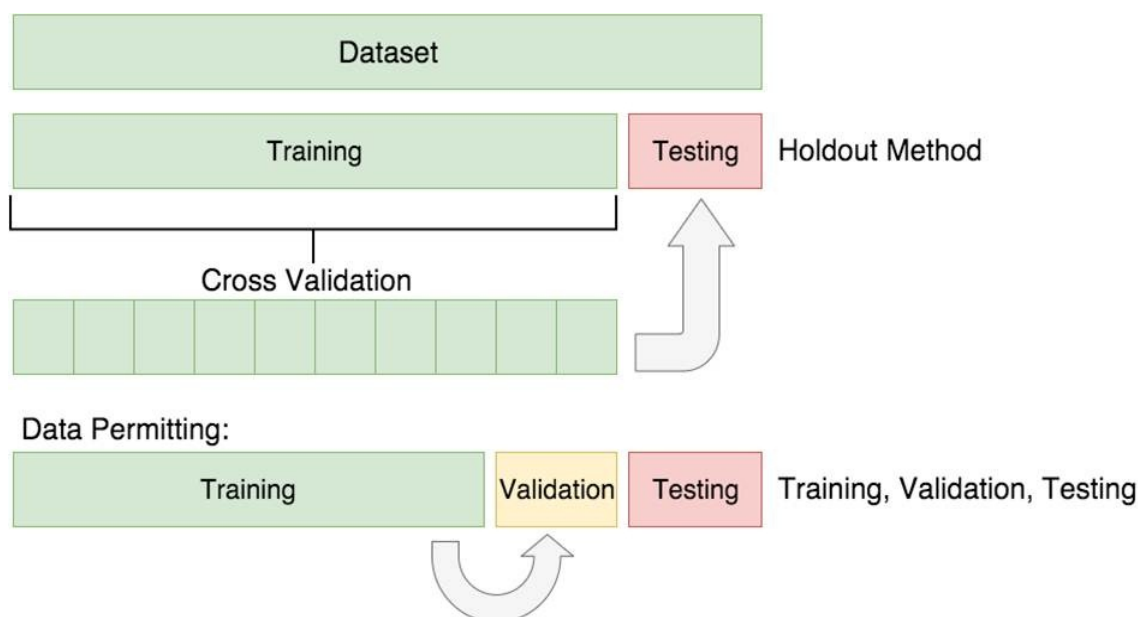 Dataset
Training
Testing
Holdout Method
Cross Validation
Data Permitting:
Training
Validation
Testing
Training, Validation, Testing